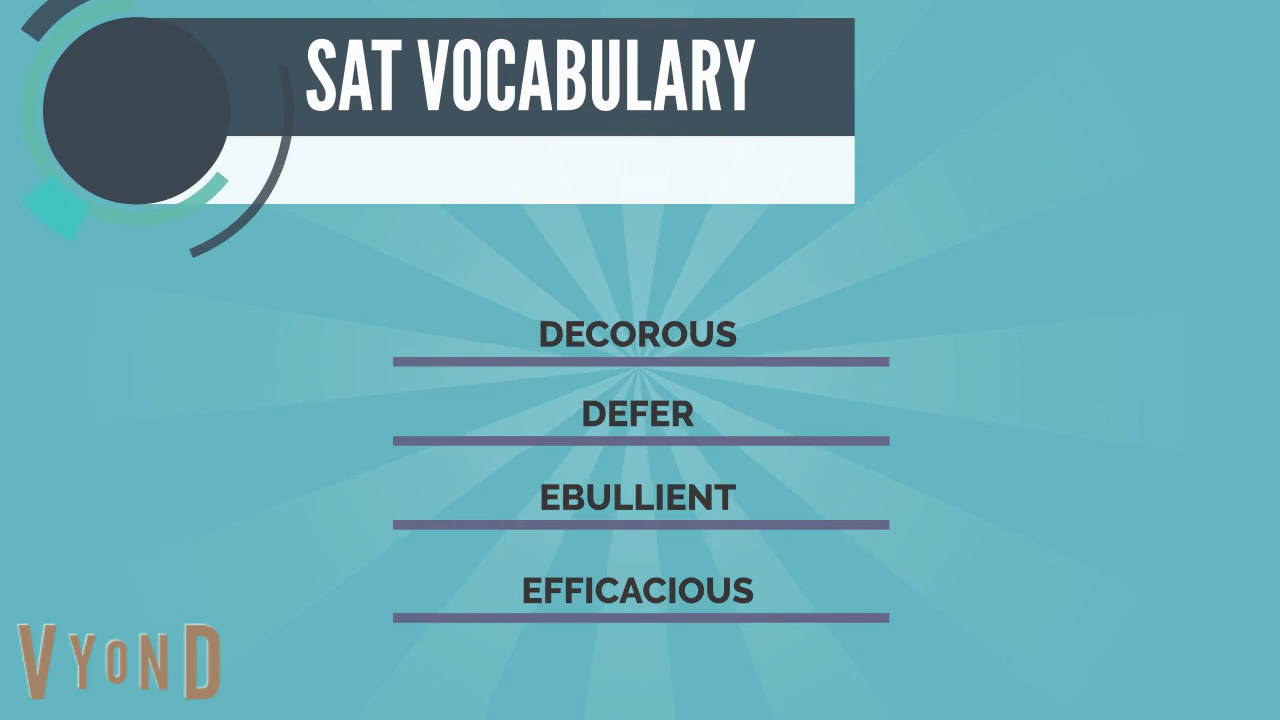 SAT VOCABULARY
DECOROUS
DEFER
EBULLIENT
EFFICACIOUS
VYOND